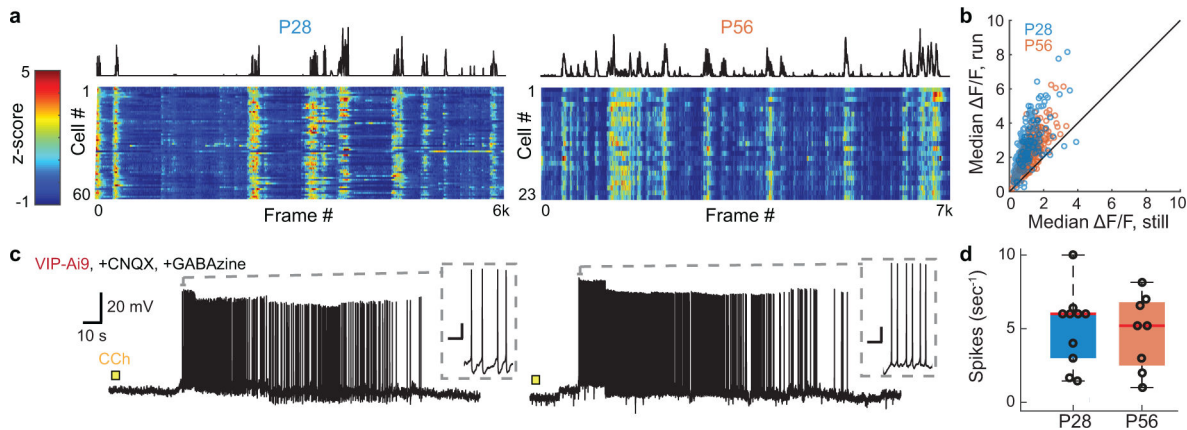 a
P28
P56
5
z-score
-1
1
Cell #
60
0
Frame #
6k
1
Cell #
23
0
Frame #
7k
b
P28
P56
10
8
6
4
2
0
Median ΔF/F, run
0 2 4 6 8 10
Median ΔF/F, still
c
VIP-Ai9, +CNQX, +GABAzine
20 mV
10 s
CCh
d
10
5
0
Spikes (sec⁻¹)
P28 P56